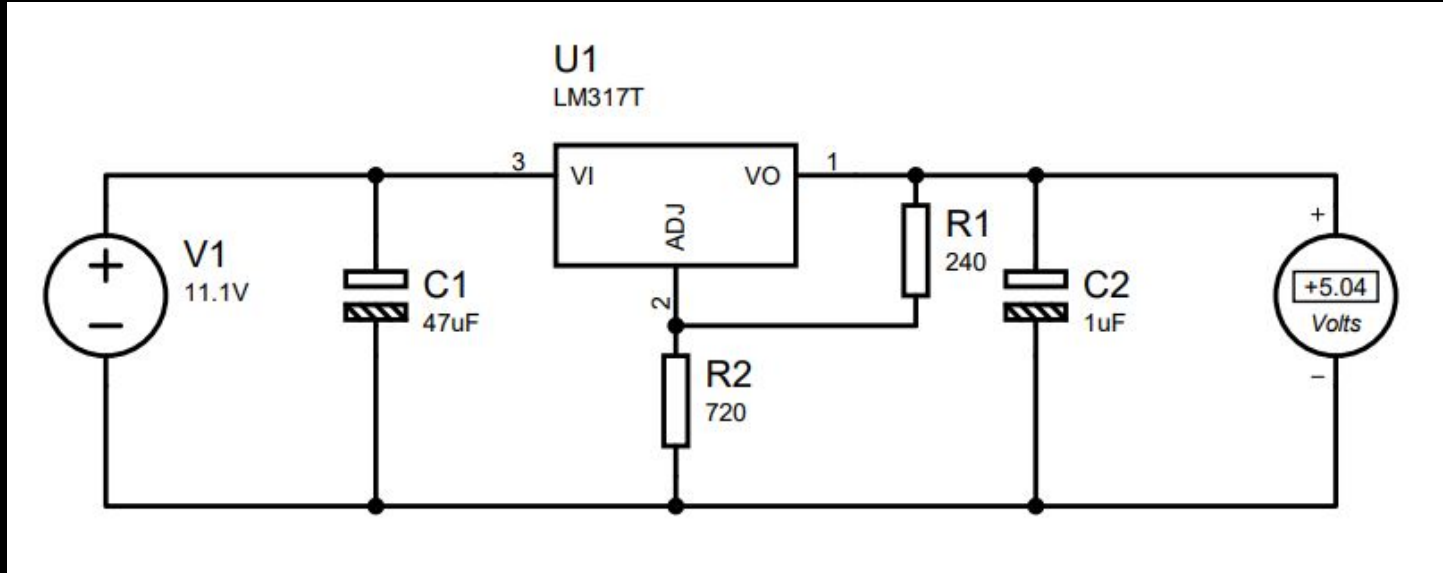 U1
LM317T
3
VI
VO
1
ADJ
2
V1
11.1V
C1
47uF
R1
240
C2
1uF
R2
720
+
+5.04
Volts
−